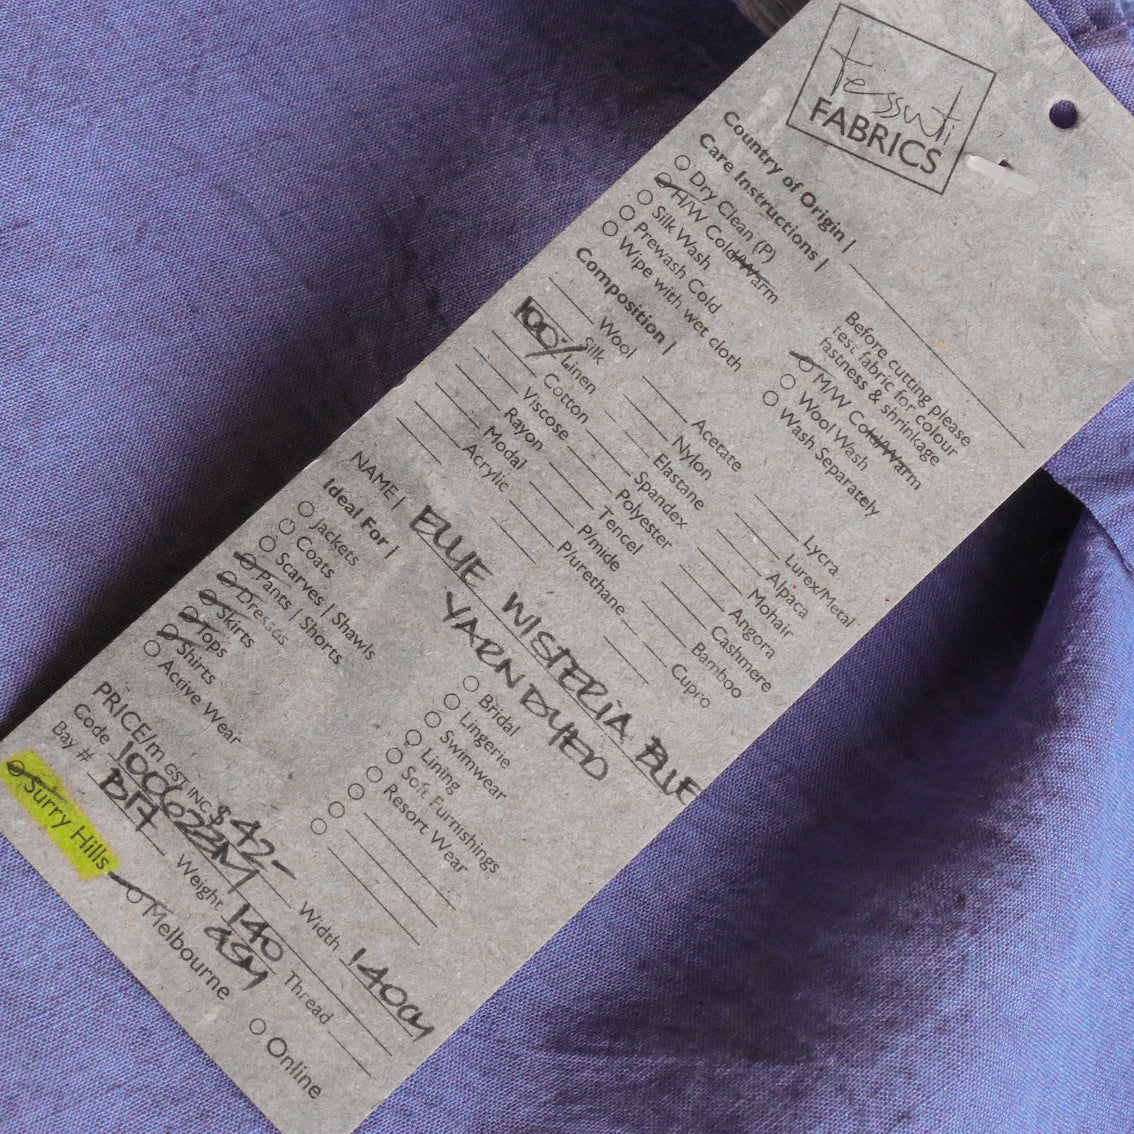 tessuti
FABRICS
Country of Origin |
Care Instructions |
Dry Clean (P)
H/W Cold/Warm
Silk Wash
Prewash Cold
Wipe with wet cloth
Before cutting please
test fabric for colour
fastness & shrinkage
M/W Cold/Warm
Wool Wash
Wash Separately
Composition |
Wool
Silk
100% Linen
Cotton
Viscose
Rayon
Modal
Acrylic
Acetate
Nylon
Elastane
Spandex
Polyester
Tencel
P/mide
P/urethane
Lycra
Lurex/Metal
Alpaca
Mohair
Angora
Cashmere
Bamboo
Cupro
NAME | ELLIE WISTERIA BLUE
YARN DYED
Ideal For |
Jackets
Coats
Scarves | Shawls
Pants | Shorts
Dresses
Skirts
Tops
Shirts
Active Wear
Bridal
Lingerie
Swimwear
Lining
Soft Furnishings
Resort Wear
PRICE/m GST INC. $42-
Code 100622M Width 140cm
Bay # Weight 140 Thread
gsm
Surry Hills
Melbourne
Online